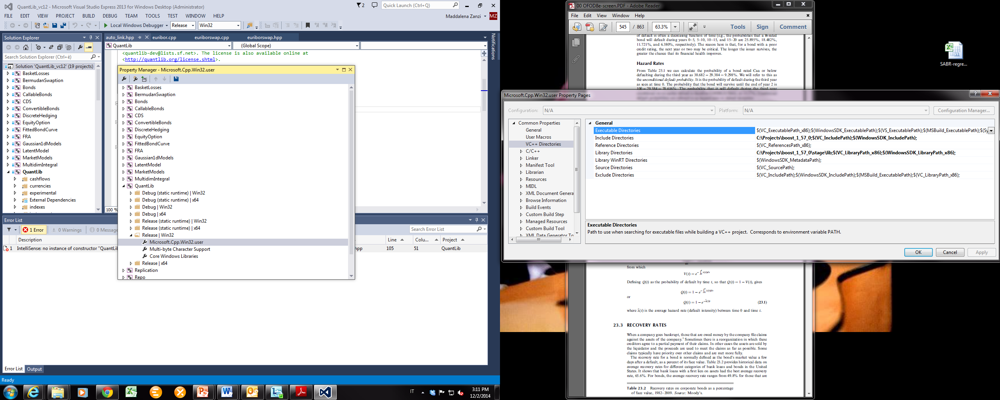 QuantLib_vc12 - Microsoft Visual Studio Express 2013 for Windows Desktop (Administrator)
2
Quick Launch (Ctrl+Q)
FILE EDIT VIEW PROJECT BUILD DEBUG TEAM TOOLS TEST WINDOW HELP
Maddalena Zanzi MZ
Local Windows Debugger Release Win32
Solution Explorer
Search Solution Explorer (Ctrl+è)
Solution 'QuantLib_vc12' (19 projects)
BasketLosses
BermudanSwaption
Bonds
CallableBonds
CDS
ConvertibleBonds
DiscreteHedging
EquityOption
FittedBondCurve
FRA
Gaussian1dModels
LatentModel
MarketModels
MultidimIntegral
QuantLib
cashflows
currencies
experimental
External Dependencies
indexes
auto_link.hpp euribor.cpp euriborswap.cpp euriborswap.hpp
Notifications
QuantLib (Global Scope)
<quantlib-dev@lists.sf.net>. The license is also available online at
<http://quantlib.org/license.shtml>.
100 %
Property Manager - Microsoft.Cpp.Win32.user
BasketLosses
BermudanSwaption
Bonds
CallableBonds
CDS
ConvertibleBonds
DiscreteHedging
EquityOption
FittedBondCurve
FRA
Gaussian1dModels
LatentModel
MarketModels
MultidimIntegral
QuantLib
Debug (static runtime) | Win32
Debug (static runtime) | x64
Debug | Win32
Debug | x64
Release (static runtime) | Win32
Release (static runtime) | x64
Release | Win32
Microsoft.Cpp.Win32.user
Multi-byte Character Support
Core Windows Libraries
Release | x64
Replication
Repo
Error List
1 Error 0 Warnings 0 Message
Search Error List
Description Line Colu... Project
1 IntelliSense: no instance of constructor "QuantLi hpp 105 51 QuantLib
Error List Output
Ready
IT
3:11 PM
12/2/2014
00 OFOD8e-screen.PDF - Adobe Reader
File Edit View Window Help
545 / 863 63.3% Tools Sign Comment
of default is often a decreasing function of time (e.g., the probabilities that a B-rated
bond will default during years 0–5, 5–10, 10–15, and 15–20 are 25.895%, 18.482%,
11.721%, and 6.380%, respectively). The reason here is that, for a bond with a poor
credit rating, the next year or two may be critical. The longer the issuer survives, the
greater the chance that its financial health improves.
Hazard Rates
From Table 23.1 we can calculate the probability of a bond rated Caa or below
defaulting during the third year as 38.682 − 29.384 = 9.298%. We will refer to this as
the unconditional default probability. It is the probability of default during the third year
as seen at time 0. The probability that the bond will survive until the end of year 2 is
100 − 29.384 = 70.616%. The probability that it will default during the third year
SABR-regre...
Microsoft.Cpp.Win32.user Property Pages
Configuration: N/A Platform: N/A Configuration Manager...
Common Properties
General
User Macros
VC++ Directories
C/C++
Linker
Manifest Tool
Librarian
Resources
MIDL
XML Document Genera
Browse Information
Build Events
Custom Build Step
Managed Resources
Custom Build Tool
XML Data Generator To
General
Executable Directories $(VC_ExecutablePath_x86);$(WindowsSDK_ExecutablePath);$(VS_ExecutablePath);$(MSBuild_ExecutablePath);$(Sy
Include Directories C:\Projects\boost_1_57_0;$(VC_IncludePath);$(WindowsSDK_IncludePath);
Reference Directories $(VC_ReferencesPath_x86);
Library Directories C:\Projects\boost_1_57_0\stage\lib;$(VC_LibraryPath_x86);$(WindowsSDK_LibraryPath_x86);
Library WinRT Directories $(WindowsSDK_MetadataPath);
Source Directories $(VC_SourcePath);
Exclude Directories $(VC_IncludePath);$(WindowsSDK_IncludePath);$(MSBuild_ExecutablePath);$(VC_LibraryPath_x86);
Executable Directories
Path to use when searching for executable files while building a VC++ project. Corresponds to environment variable PATH.
OK Cancel Apply
from which
V(t) = e^{−∫_0^t λ(τ)dτ}
Defining Q(t) as the probability of default by time t, so that Q(t) = 1 − V(t), gives
Q(t) = 1 − e^{−∫_0^t λ(τ)dτ}
or
Q(t) = 1 − e^{−λ̄(t)t} (23.1)
where λ̄(t) is the average hazard rate (default intensity) between time 0 and time t.
23.3 RECOVERY RATES
When a company goes bankrupt, those that are owed money by the company file claims
against the assets of the company.¹ Sometimes there is a reorganization in which these
creditors agree to a partial payment of their claims. In other cases the assets are sold by
the liquidator and the proceeds are used to meet the claims as far as possible. Some
claims typically have priority over other claims and are met more fully.
The recovery rate for a bond is normally defined as the bond's market value a few
days after a default, as a percent of its face value. Table 23.2 provides historical data on
average recovery rates for different categories of bank loans and bonds in the United
States. It shows that bank loans with a first lien on assets had the best average recovery
rate, 65.6%. For bonds, the average recovery rate ranges from 49.8% for those that are
Table 23.2 Recovery rates on corporate bonds as a percentage
of face value, 1982–2009. Source: Moody's.